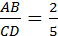 AB/CD = 2/5